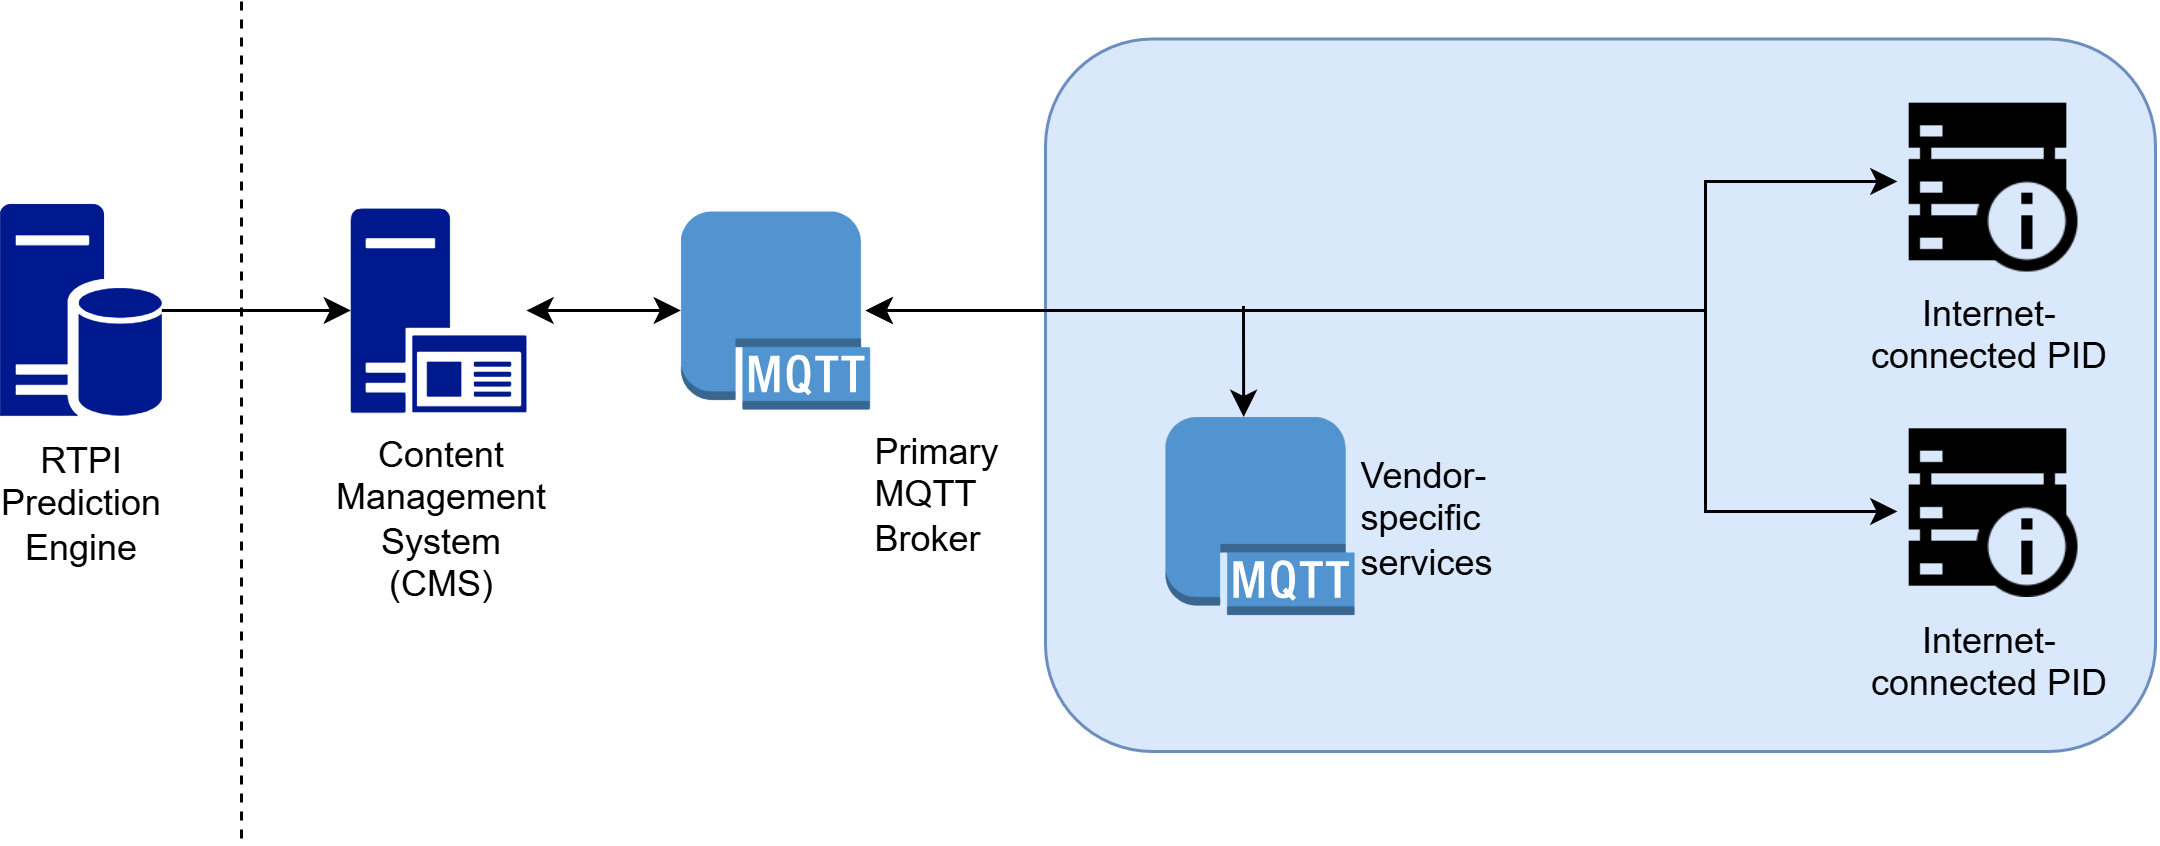 RTPI
Prediction
Engine
Content
Management
System
(CMS)
MQTT
Primary
MQTT
Broker
MQTT
Vendor-
specific
services
Internet-
connected PID
Internet-
connected PID